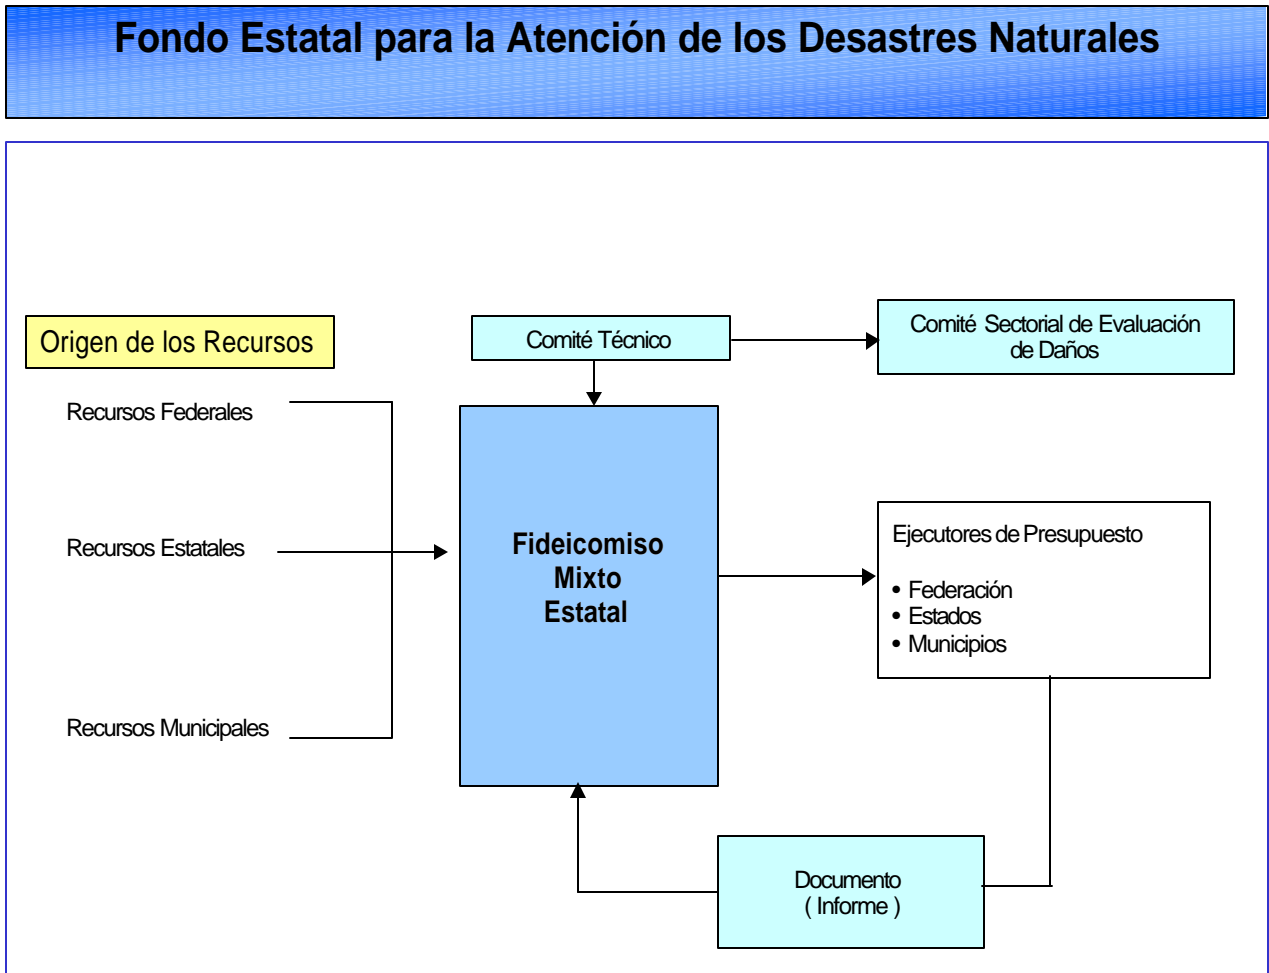 Fondo Estatal para la Atención de los Desastres Naturales
Origen de los Recursos
Recursos Federales
Recursos Estatales
Recursos Municipales
Comité Técnico
Comité Sectorial de Evaluación
de Daños
Fideicomiso
Mixto
Estatal
Ejecutores de Presupuesto
• Federación
• Estados
• Municipios
Documento
( Informe )